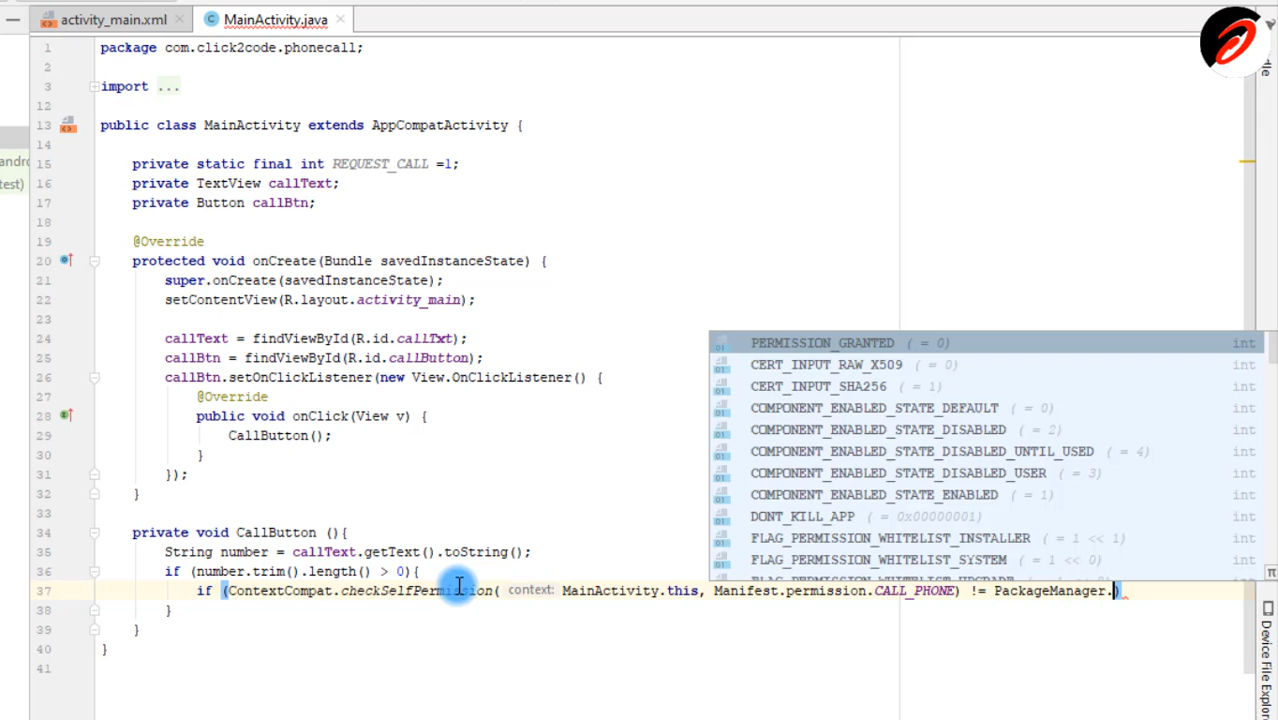 activity_main.xml MainActivity.java
1 package com.click2code.phonecall;
2
3 import ...
12
13 public class MainActivity extends AppCompatActivity {
14
15 private static final int REQUEST_CALL =1;
16 private TextView callText;
17 private Button callBtn;
18
19 @Override
20 protected void onCreate(Bundle savedInstanceState) {
21 super.onCreate(savedInstanceState);
22 setContentView(R.layout.activity_main);
23
24 callText = findViewById(R.id.callTxt);
25 callBtn = findViewById(R.id.callButton);
26 callBtn.setOnClickListener(new View.OnClickListener() {
27 @Override
28 public void onClick(View v) {
29 CallButton();
30 }
31 });
32 }
33
34 private void CallButton (){
35 String number = callText.getText().toString();
36 if (number.trim().length() > 0){
37 if (ContextCompat.checkSelfPermission( context: MainActivity.this, Manifest.permission.CALL_PHONE) != PackageManager.)
38 }
39 }
40 }
41
PERMISSION_GRANTED ( = 0) int
CERT_INPUT_RAW_X509 ( = 0) int
CERT_INPUT_SHA256 ( = 1) int
COMPONENT_ENABLED_STATE_DEFAULT ( = 0) int
COMPONENT_ENABLED_STATE_DISABLED ( = 2) int
COMPONENT_ENABLED_STATE_DISABLED_UNTIL_USED ( = 4) int
COMPONENT_ENABLED_STATE_DISABLED_USER ( = 3) int
COMPONENT_ENABLED_STATE_ENABLED ( = 1) int
DONT_KILL_APP ( = 0x00000001) int
FLAG_PERMISSION_WHITELIST_INSTALLER ( = 1 << 1) int
FLAG_PERMISSION_WHITELIST_SYSTEM ( = 1 << 0) int
andro
test)
Device File Explor